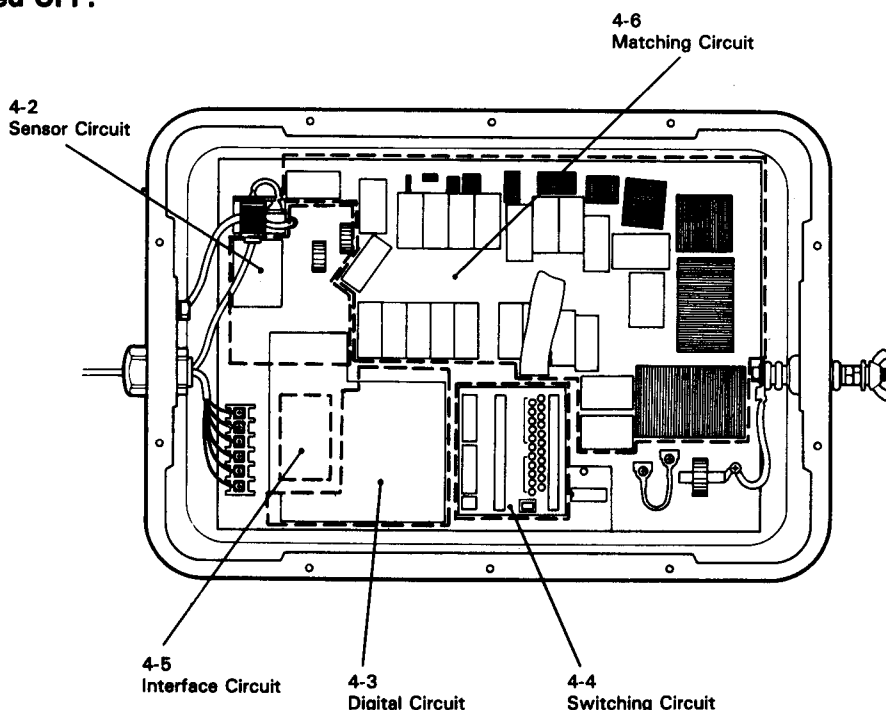 4-6
Matching Circuit
4-2
Sensor Circuit
4-5
Interface Circuit
4-3
Digital Circuit
4-4
Switching Circuit